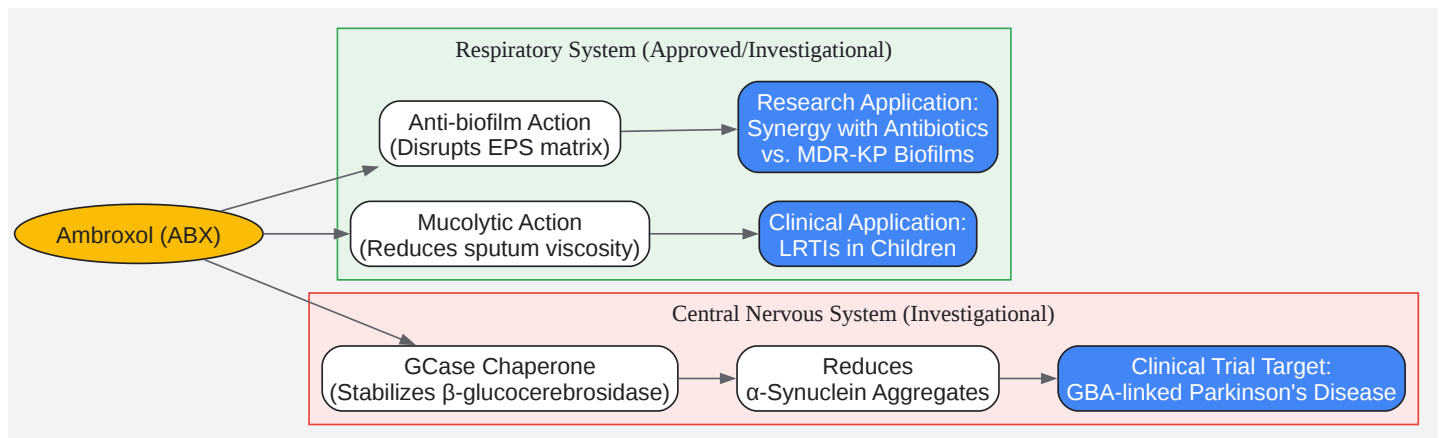 Respiratory System (Approved/Investigational)
Anti-biofilm Action
(Disrupts EPS matrix)
Research Application:
Synergy with Antibiotics
vs. MDR-KP Biofilms
Ambroxol (ABX)
Mucolytic Action
(Reduces sputum viscosity)
Clinical Application:
LRTIs in Children
Central Nervous System (Investigational)
GCase Chaperone
(Stabilizes β-glucocerebrosidase)
Reduces
α-Synuclein Aggregates
Clinical Trial Target:
GBA-linked Parkinson's Disease